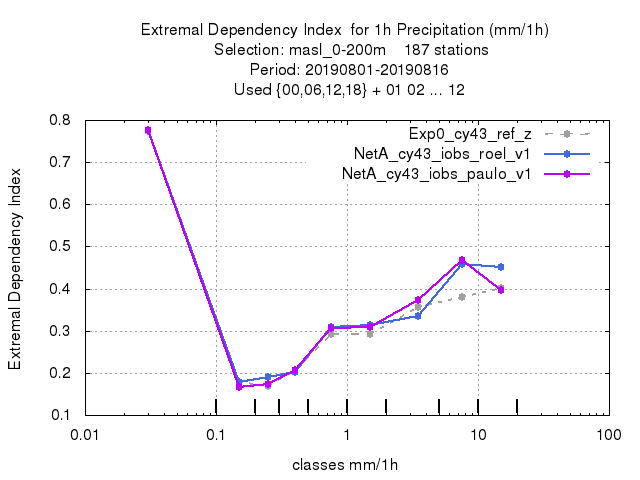 Extremal Dependency Index  for 1h Precipitation (mm/1h)
Selection: masl_0-200m    187 stations
Period: 20190801-20190816
Used {00,06,12,18} + 01 02 ... 12
Exp0_cy43_ref_z
NetA_cy43_iobs_roel_v1
NetA_cy43_iobs_paulo_v1
Extremal Dependency Index
0.8
0.7
0.6
0.5
0.4
0.3
0.2
0.1
0.01
0.1
1
10
100
classes mm/1h